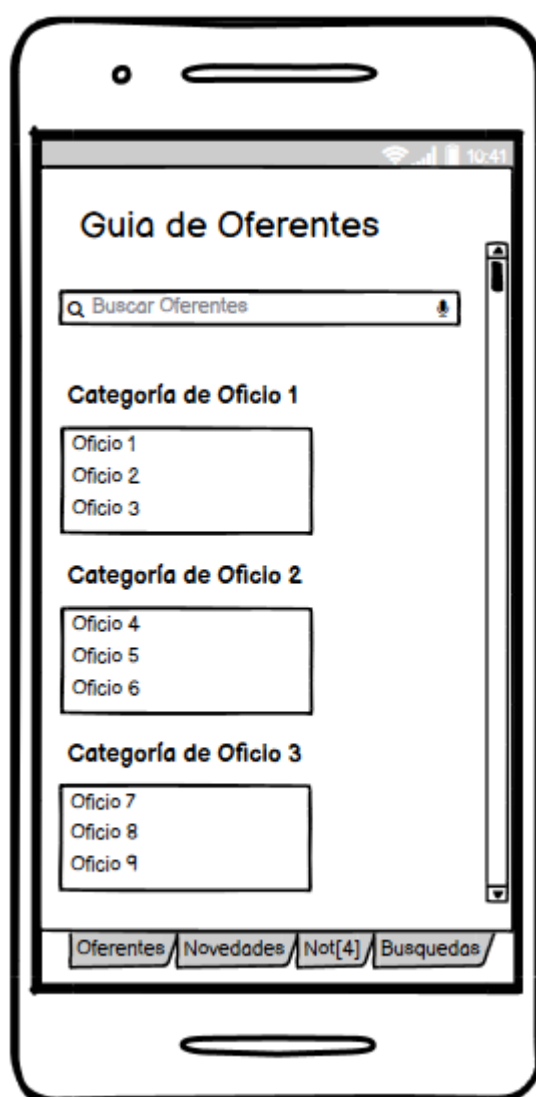 10:41
Guia de Oferentes
Buscar Oferentes
Categoría de Oficio 1
Oficio 1
Oficio 2
Oficio 3
Categoría de Oficio 2
Oficio 4
Oficio 5
Oficio 6
Categoría de Oficio 3
Oficio 7
Oficio 8
Oficio 9
Oferentes Novedades Not[4] Busquedas